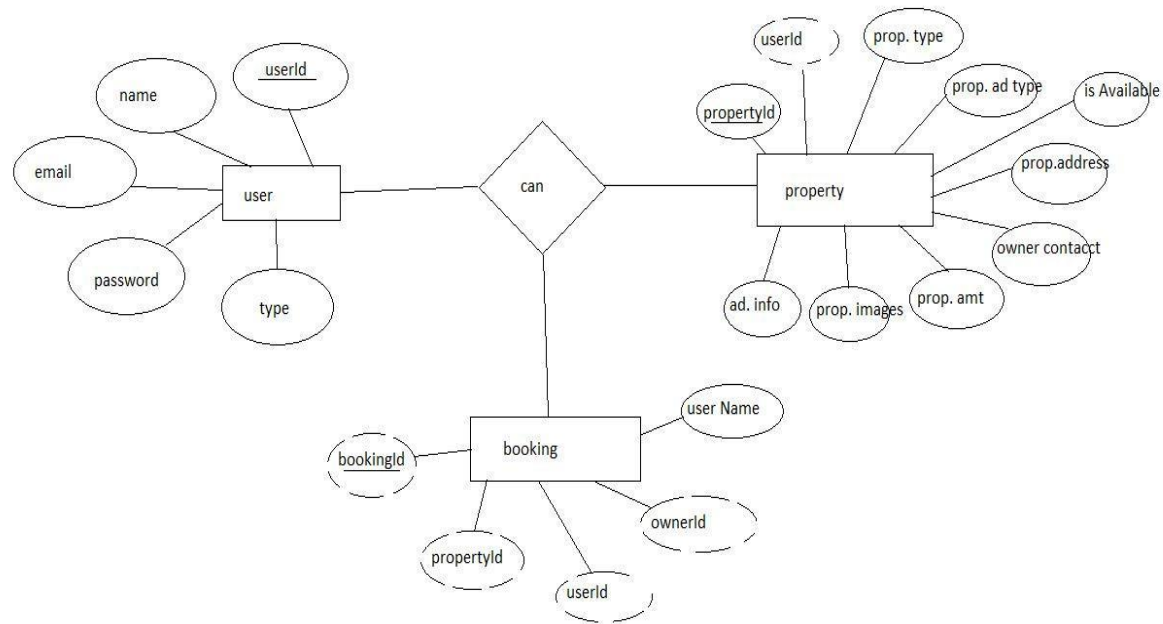 userId
name
email
user
password
type
can
userId
prop. type
prop. ad type
is Available
propertyId
prop.address
property
owner contacct
ad. info
prop. images
prop. amt
user Name
booking
bookingId
ownerId
propertyId
userId